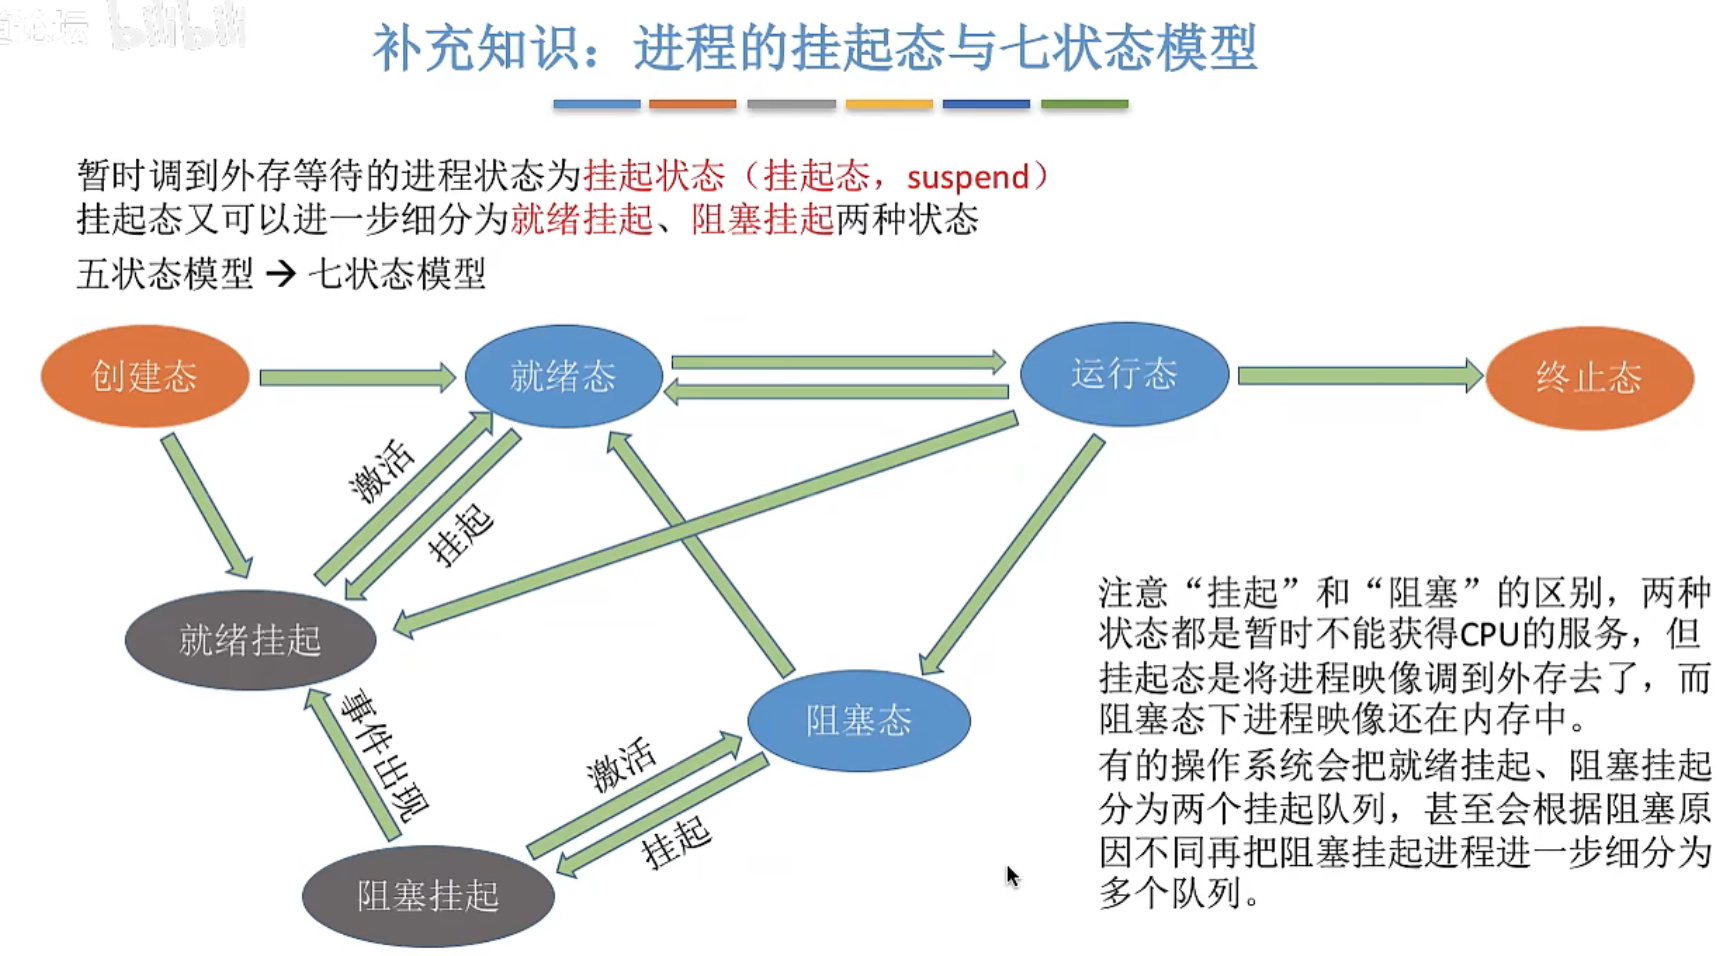 论坛 bilibili
补充知识：进程的挂起态与七状态模型
暂时调到外存等待的进程状态为挂起状态（挂起态，suspend）
挂起态又可以进一步细分为就绪挂起、阻塞挂起两种状态
五状态模型 → 七状态模型
创建态
就绪态
运行态
终止态
激活
挂起
就绪挂起
事件出现
阻塞态
激活
挂起
阻塞挂起
注意“挂起”和“阻塞”的区别，两种
状态都是暂时不能获得CPU的服务，但
挂起态是将进程映像调到外存去了，而
阻塞态下进程映像还在内存中。
有的操作系统会把就绪挂起、阻塞挂起
分为两个挂起队列，甚至会根据阻塞原
因不同再把阻塞挂起进程进一步细分为
多个队列。